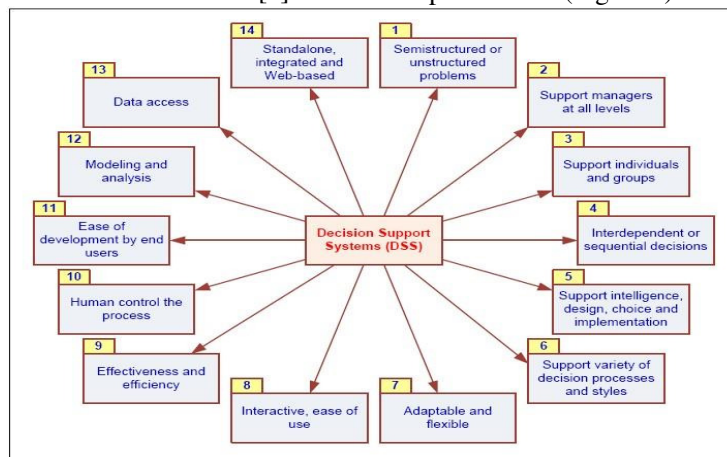 14
Standalone,
integrated and
Web-based
1
Semistructured or
unstructured
problems
13
Data access
2
Support managers
at all levels
12
Modeling and
analysis
3
Support individuals
and groups
11
Ease of
development by end
users
Decision Support
Systems (DSS)
4
Interdependent or
sequential decisions
10
Human control the
process
5
Support intelligence,
design, choice and
implementation
9
Effectiveness and
efficiency
6
Support variety of
decision processes
and styles
8
Interactive, ease of
use
7
Adaptable and
flexible